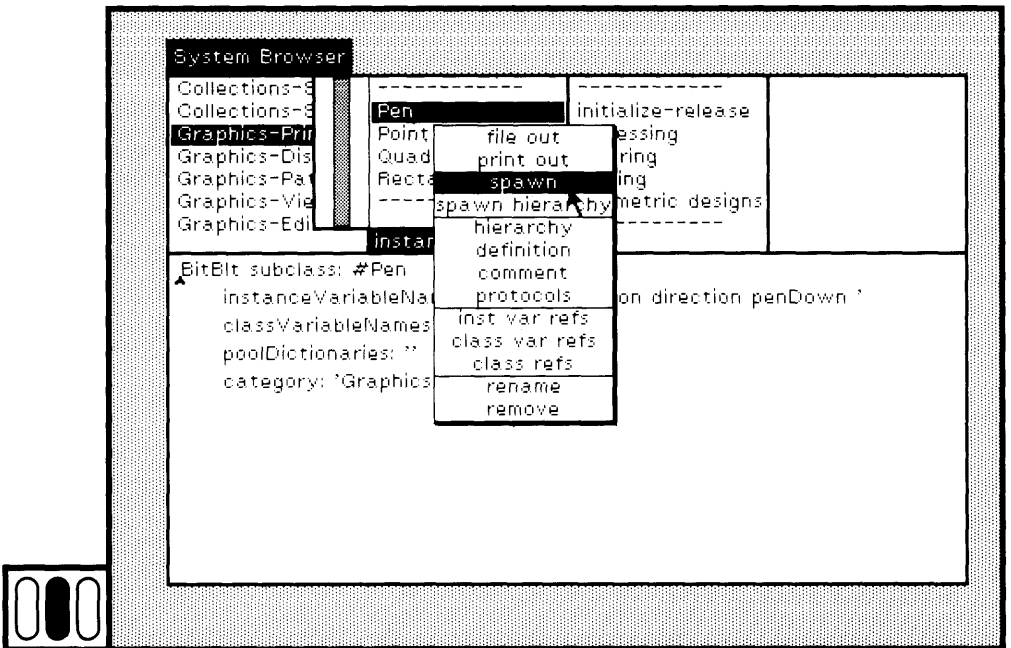 System Browser
Collections-S
Collections-S
Graphics-Prin
Graphics-Dis
Graphics-Pat
Graphics-Vie
Graphics-Edi
------------
Pen
Point
Quad
Recta
-----
instan
------------
initialize-release
essing
ring
ing
metric designs
---------
file out
print out
spawn
spawn hierarchy
hierarchy
definition
comment
protocols
inst var refs
class var refs
class refs
rename
remove
BitBlt subclass: #Pen
instanceVariableNa on direction penDown '
classVariableNames
poolDictionaries: ''
category: 'Graphics